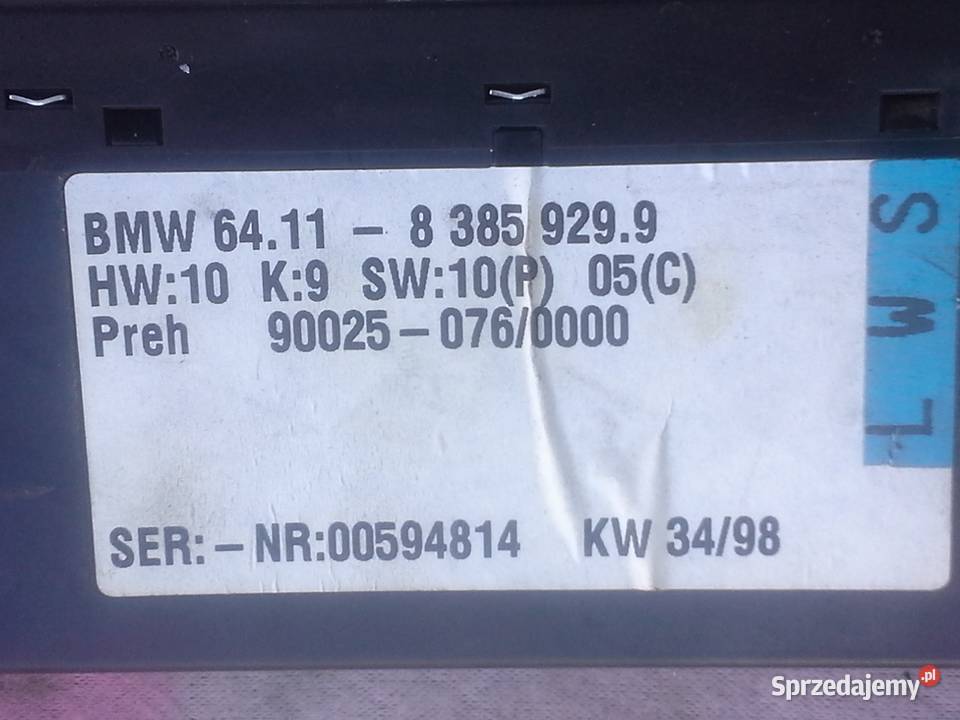 BMW 64.11 – 8 385 929.9
HW:10 K:9 SW:10(P) 05(C)
Preh 90025–076/0000
SER:–NR:00594814 KW 34/98
LWS
Sprzedajemy.pl